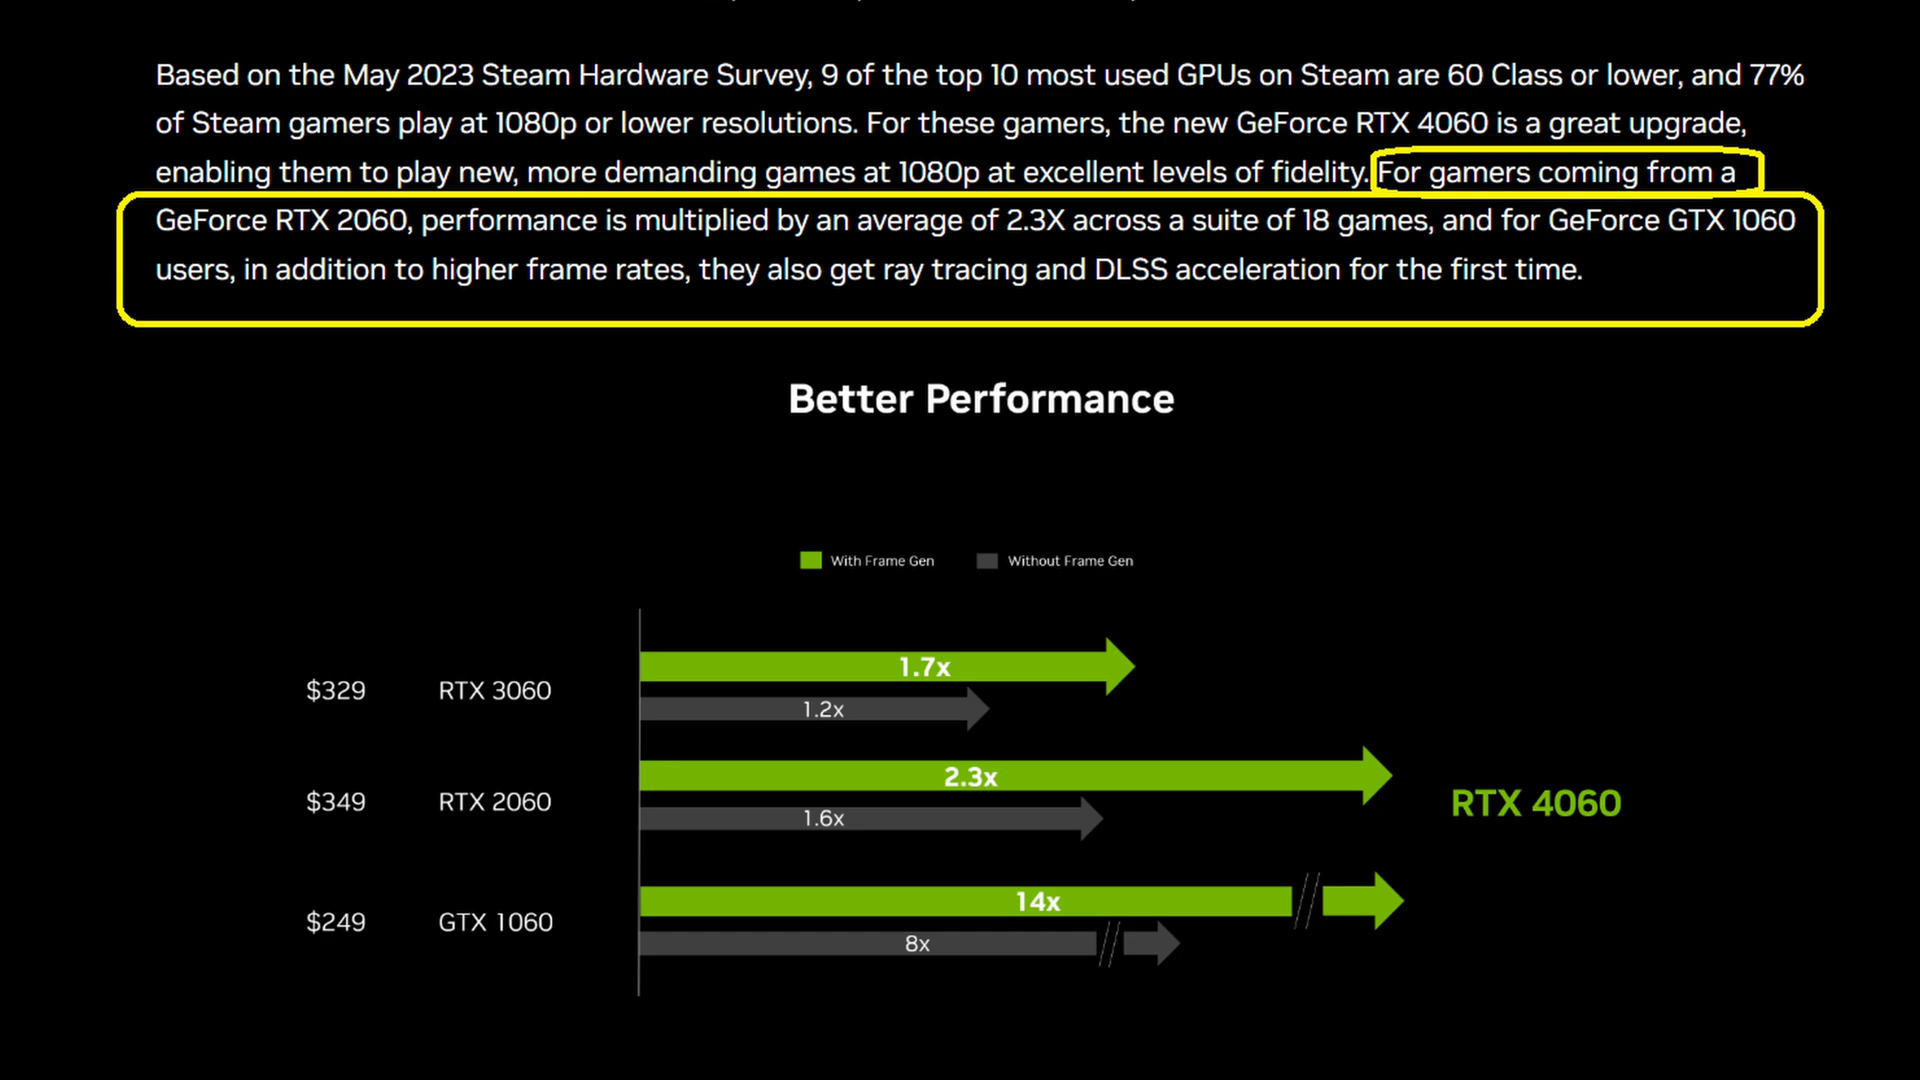 Based on the May 2023 Steam Hardware Survey, 9 of the top 10 most used GPUs on Steam are 60 Class or lower, and 77%
of Steam gamers play at 1080p or lower resolutions. For these gamers, the new GeForce RTX 4060 is a great upgrade,
enabling them to play new, more demanding games at 1080p at excellent levels of fidelity. For gamers coming from a
GeForce RTX 2060, performance is multiplied by an average of 2.3X across a suite of 18 games, and for GeForce GTX 1060
users, in addition to higher frame rates, they also get ray tracing and DLSS acceleration for the first time.
Better Performance
With Frame Gen Without Frame Gen
1.7x
$329 RTX 3060
1.2x
2.3x
$349 RTX 2060 RTX 4060
1.6x
14x
$249 GTX 1060
8x